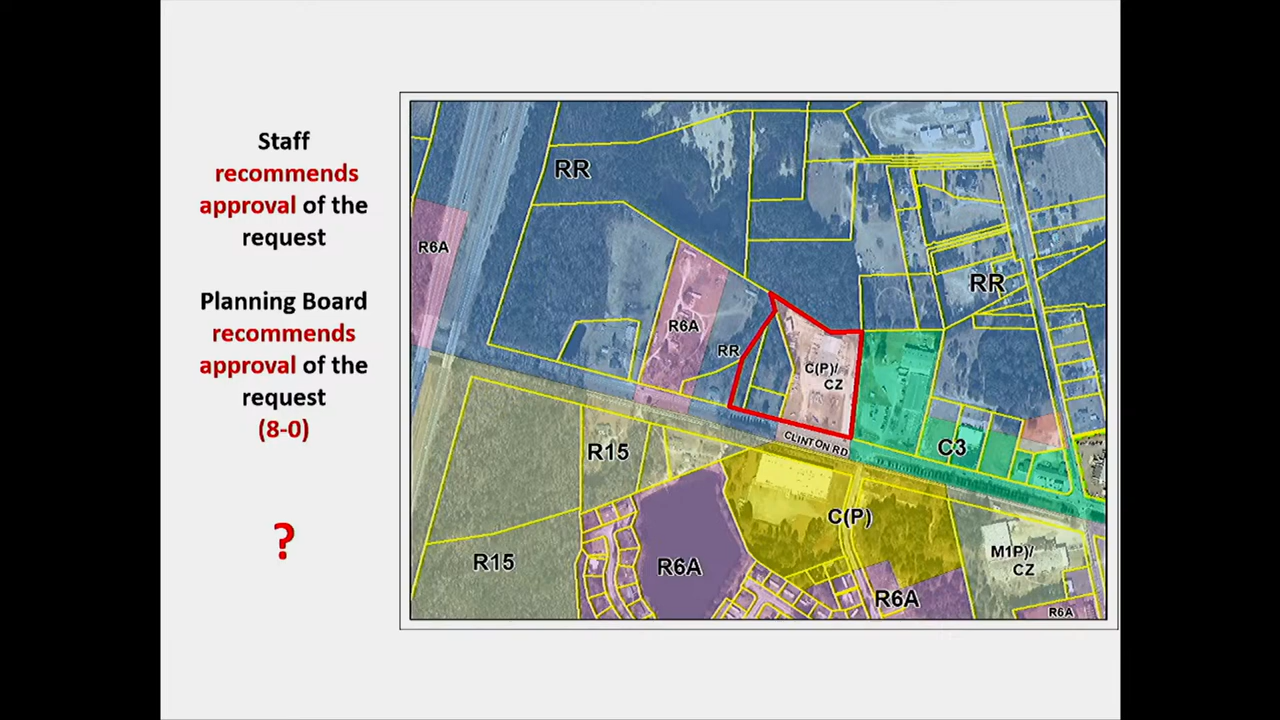 Staff
recommends
approval of the
request
Planning Board
recommends
approval of the
request
(8-0)
?
RR
R6A
RR
R6A
RR
C(P)/
CZ
CLINTON RD
C3
R15
C(P)
R15
R6A
M1P)/
CZ
R6A
R6A